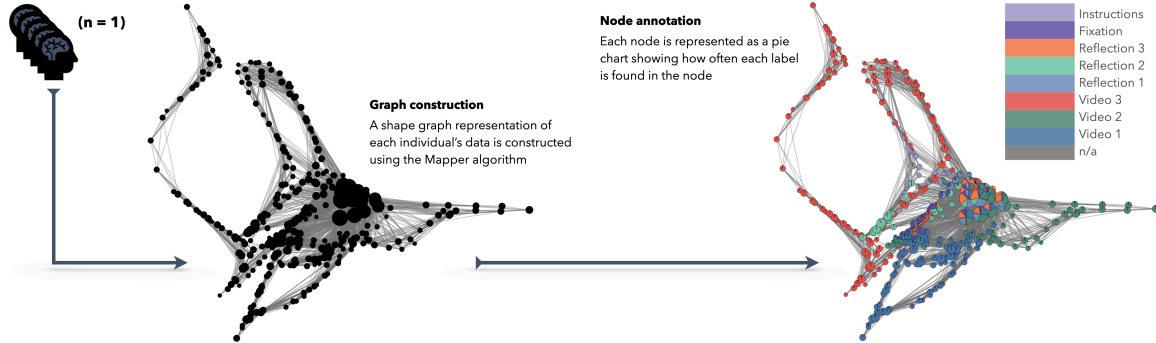 (n = 1)
Graph construction
A shape graph representation of
each individual's data is constructed
using the Mapper algorithm
Node annotation
Each node is represented as a pie
chart showing how often each label
is found in the node
Instructions
Fixation
Reflection 3
Reflection 2
Reflection 1
Video 3
Video 2
Video 1
n/a